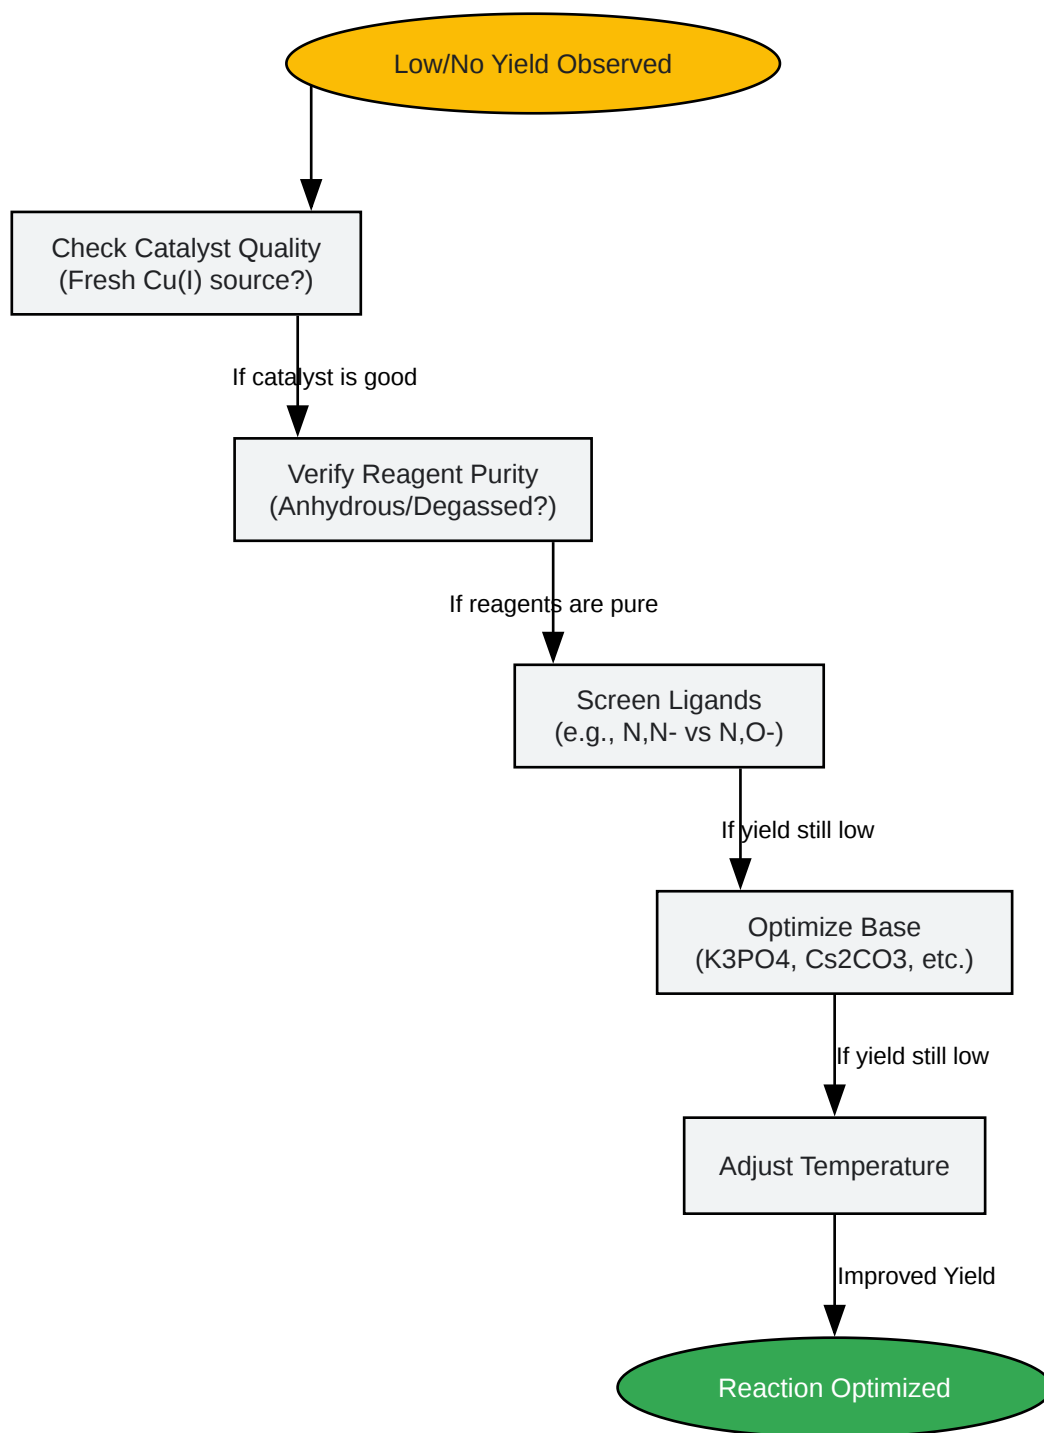 Low/No Yield Observed
Check Catalyst Quality
(Fresh Cu(I) source?)
If catalyst is good
Verify Reagent Purity
(Anhydrous/Degassed?)
If reagents are pure
Screen Ligands
(e.g., N,N- vs N,O-)
If yield still low
Optimize Base
(K3PO4, Cs2CO3, etc.)
If yield still low
Adjust Temperature
Improved Yield
Reaction Optimized